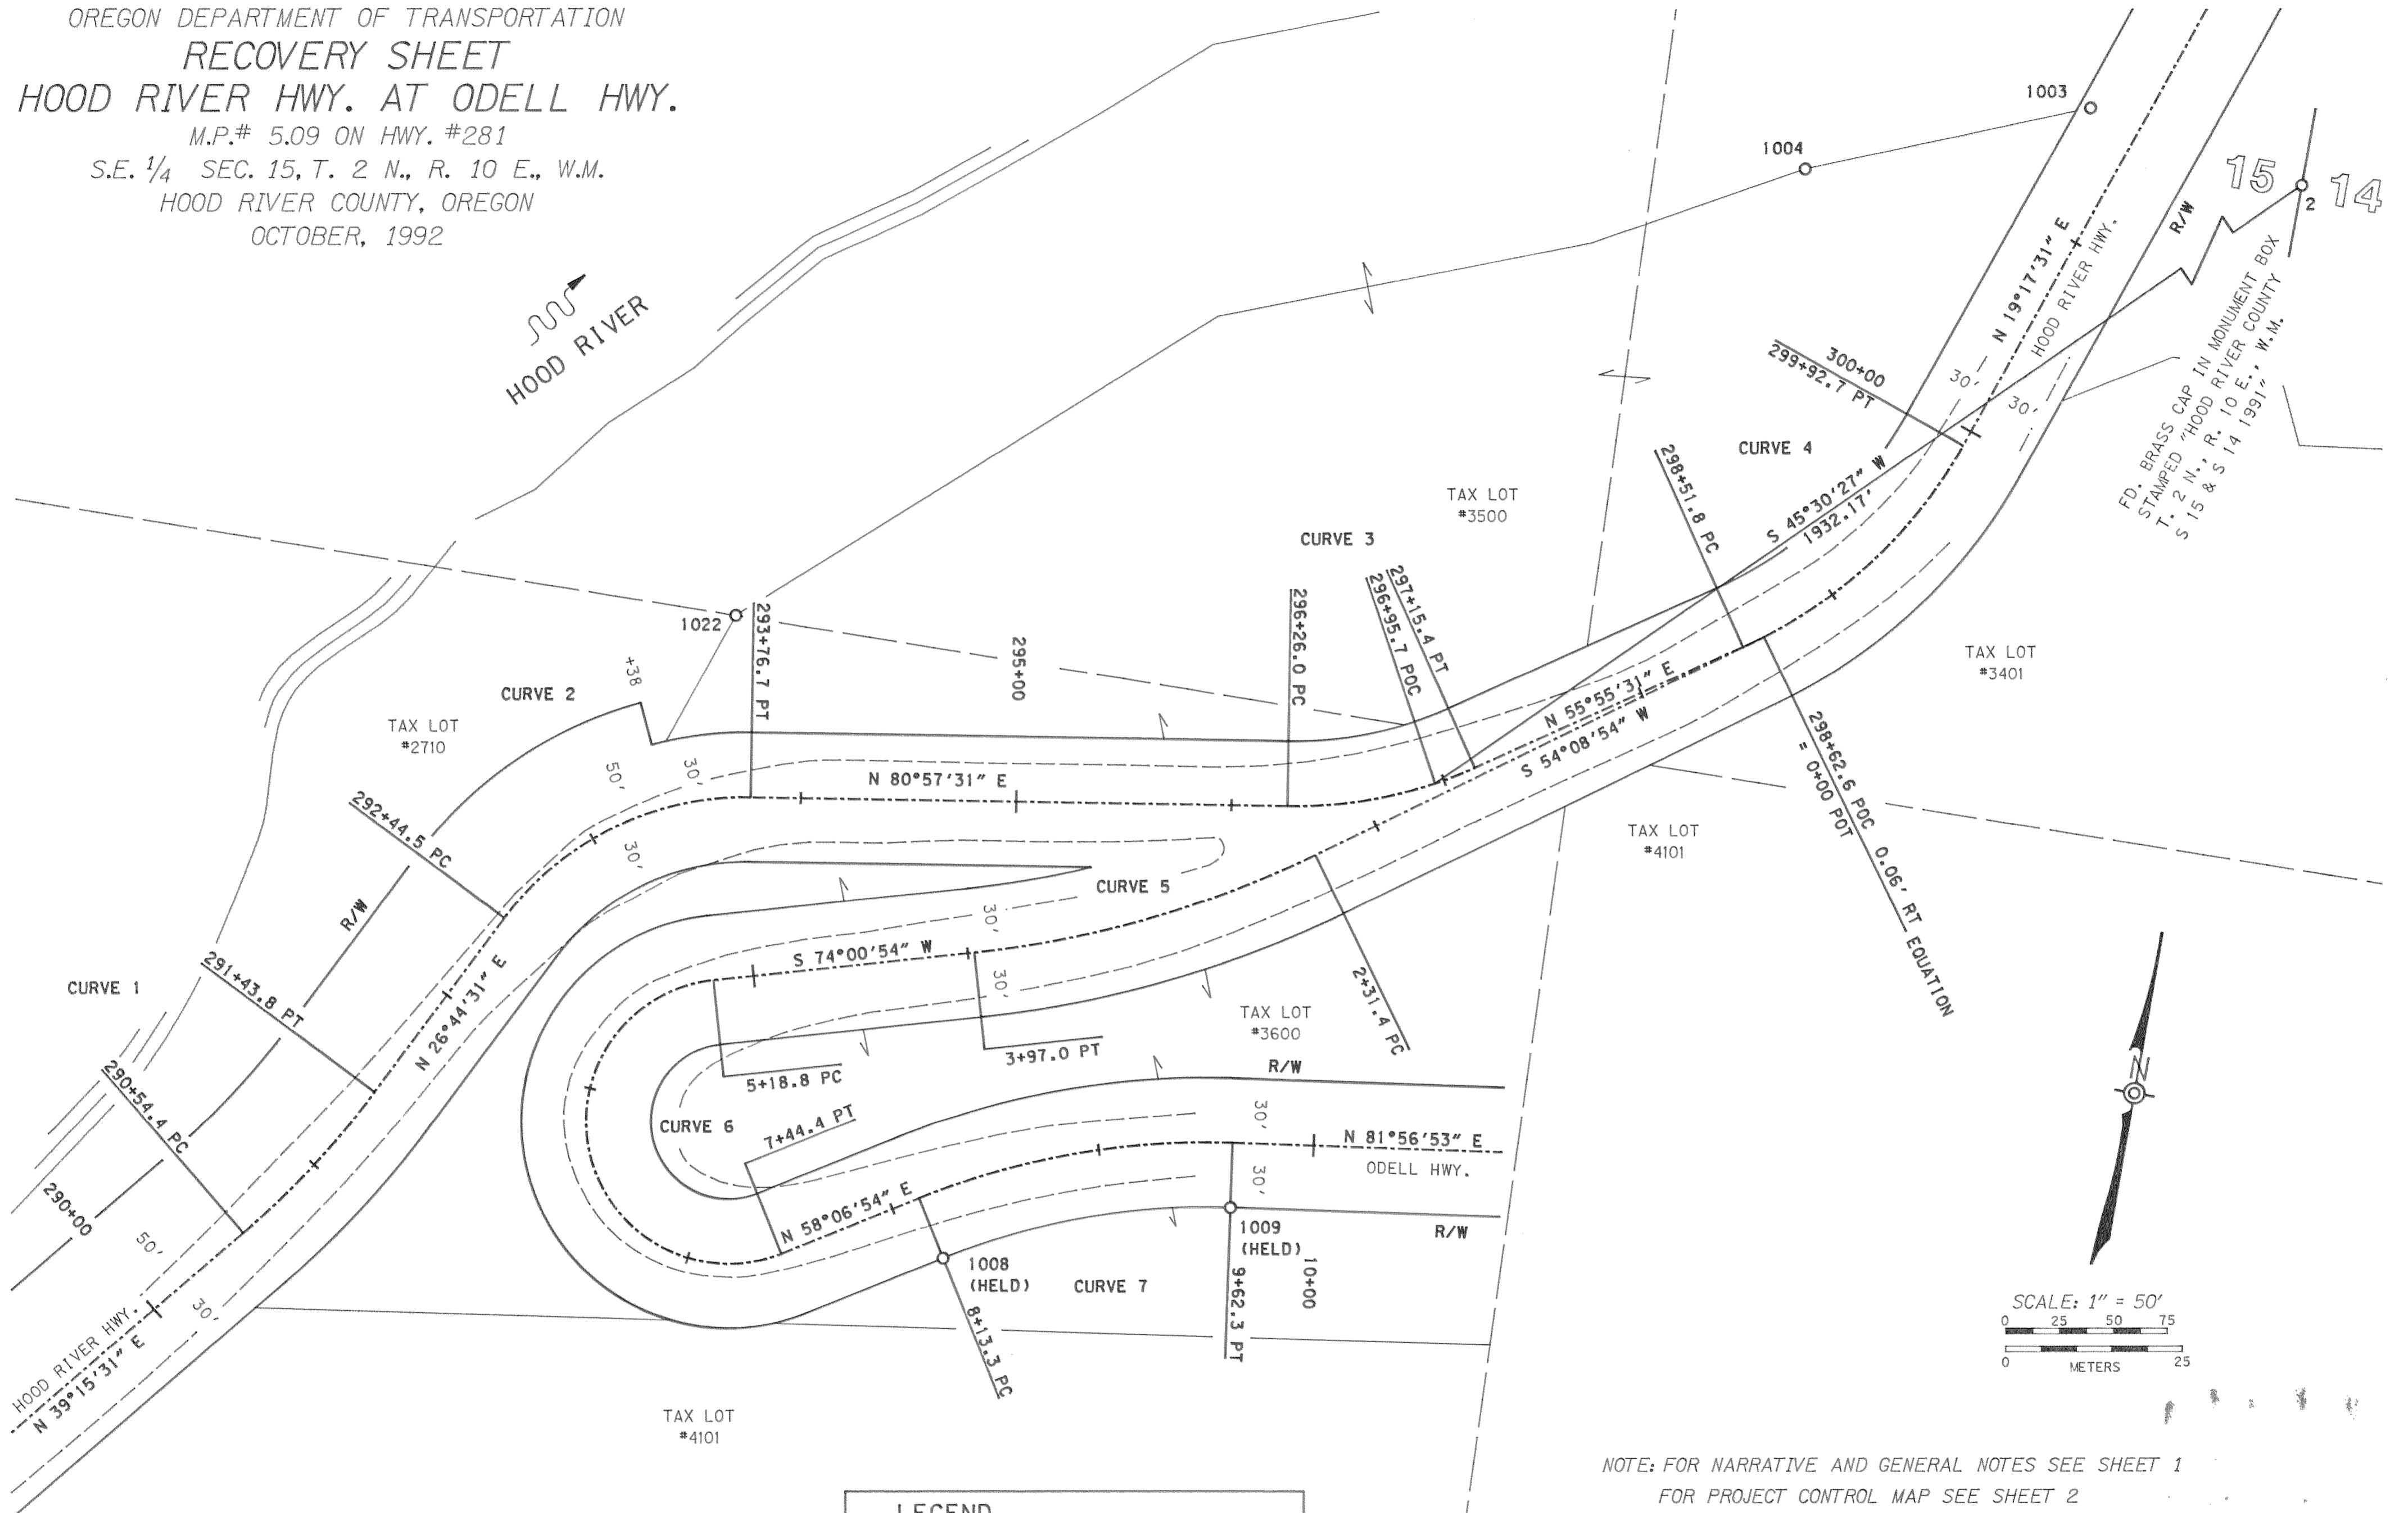 OREGON DEPARTMENT OF TRANSPORTATION
RECOVERY SHEET
HOOD RIVER HWY. AT ODELL HWY.
M.P.# 5.09 ON HWY. #281
S.E. 1/4 SEC. 15, T. 2 N., R. 10 E., W.M.
HOOD RIVER COUNTY, OREGON
OCTOBER, 1992
HOOD RIVER
1003
1004
15
14
2
R/W
N 19°17'31" E
HOOD RIVER HWY.
FD. BRASS CAP IN MONUMENT BOX
STAMPED "HOOD RIVER COUNTY
T. 2 N., R. 10 E., W.M.
S 15 & S 14 1991"
30'
30'
300+00
299+92.7 PT
CURVE 4
298+51.8 PC
S 45°30'27" W
1932.17'
TAX LOT
#3500
CURVE 3
297+15.4 PT
296+95.7 POC
296+26.0 PC
295+00
293+76.7 PT
1022
+38
CURVE 2
TAX LOT
#2710
50'
30'
30'
N 80°57'31" E
N 55°55'31" E
S 54°08'54" W
TAX LOT
#3401
298+62.6 POC 0.06' RT EQUATION
= 0+00 POT
TAX LOT
#4101
292+44.5 PC
R/W
CURVE 5
30'
S 74°00'54" W
30'
2+31.4 PC
291+43.8 PT
CURVE 1
N 26°44'31" E
TAX LOT
#3600
3+97.0 PT
5+18.8 PC
R/W
290+54.4 PC
CURVE 6
7+44.4 PT
30'
N 81°56'53" E
ODELL HWY.
30'
N 58°06'54" E
290+00
50'
1009
(HELD)
R/W
1008
(HELD)
CURVE 7
10+00
9+62.3 PT
8+13.3 PC
30'
HOOD RIVER HWY.
N 39°15'31" E
TAX LOT
#4101
N
SCALE: 1" = 50'
0 25 50 75
0 METERS 25
NOTE: FOR NARRATIVE AND GENERAL NOTES SEE SHEET 1
FOR PROJECT CONTROL MAP SEE SHEET 2
LEGEND